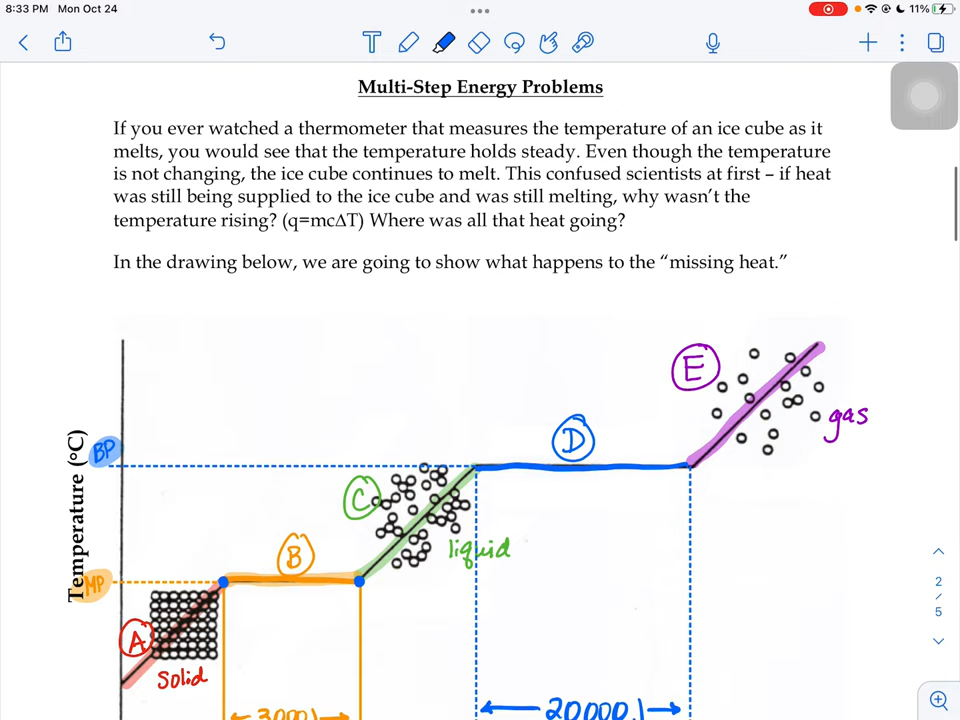 8:33 PM Mon Oct 24
11%
Multi-Step Energy Problems
If you ever watched a thermometer that measures the temperature of an ice cube as it
melts, you would see that the temperature holds steady. Even though the temperature
is not changing, the ice cube continues to melt. This confused scientists at first – if heat
was still being supplied to the ice cube and was still melting, why wasn’t the
temperature rising? (q=mcΔT) Where was all that heat going?
In the drawing below, we are going to show what happens to the “missing heat.”
E
gas
D
BP
Temperature (°C)
C
liquid
B
MP
A
solid
2
/
5
3000J
20000J